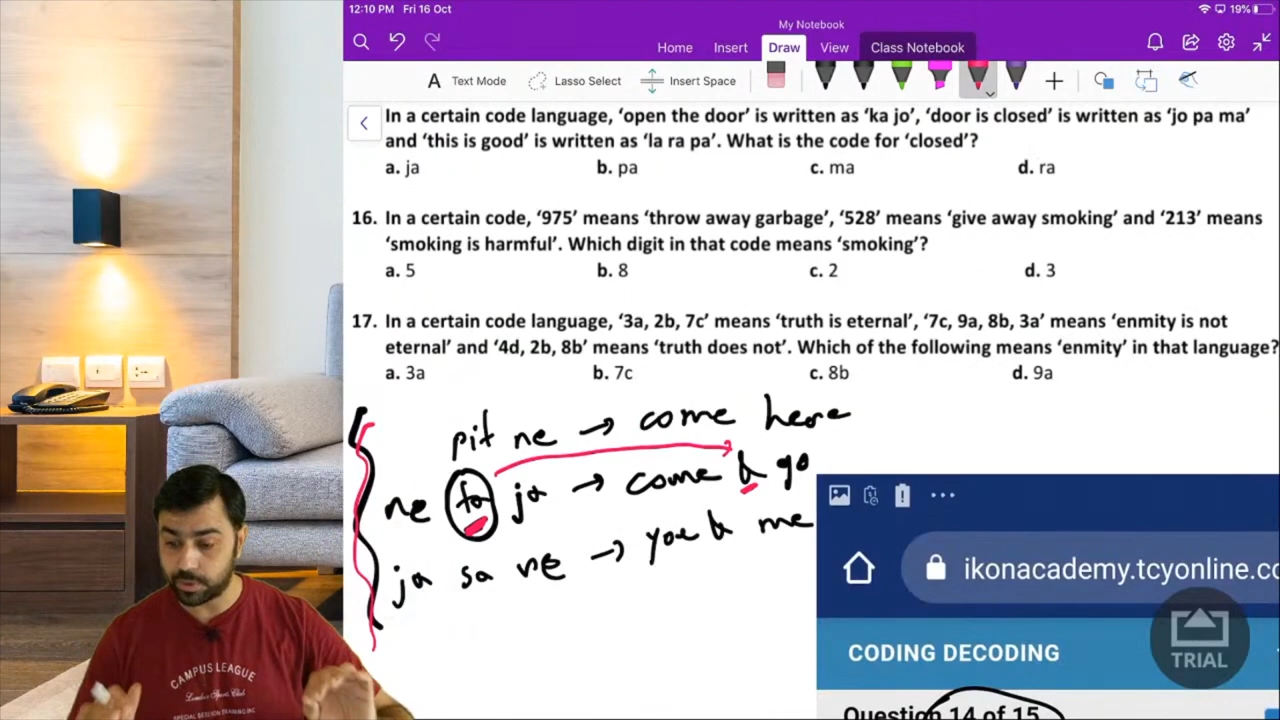 12:10 PM Fri 16 Oct
19%
My Notebook
Home Insert Draw View Class Notebook
Text Mode Lasso Select Insert Space
In a certain code language, ‘open the door’ is written as ‘ka jo’, ‘door is closed’ is written as ‘jo pa ma’
and ‘this is good’ is written as ‘la ra pa’. What is the code for ‘closed’?
a. ja b. pa c. ma d. ra
16. In a certain code, ‘975’ means ‘throw away garbage’, ‘528’ means ‘give away smoking’ and ‘213’ means
‘smoking is harmful’. Which digit in that code means ‘smoking’?
a. 5 b. 8 c. 2 d. 3
17. In a certain code language, ‘3a, 2b, 7c’ means ‘truth is eternal’, ‘7c, 9a, 8b, 3a’ means ‘enmity is not
eternal’ and ‘4d, 2b, 8b’ means ‘truth does not’. Which of the following means ‘enmity’ in that language?
a. 3a b. 7c c. 8b d. 9a
pit ne → come here
ne fa ja → come & go
ja sa ne → you & me
ikonacademy.tcyonline.co
CODING DECODING
TRIAL
Question 14 of 15
CAMPUS LEAGUE